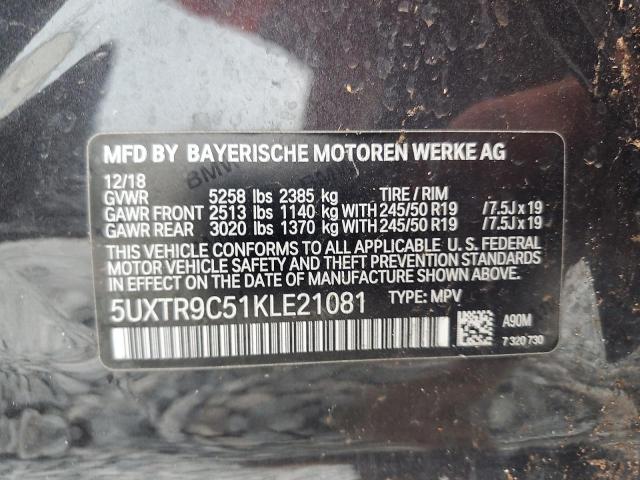 MFD BY BAYERISCHE MOTOREN WERKE AG
12/18
GVWR 5258 lbs 2385 kg TIRE / RIM
GAWR FRONT 2513 lbs 1140 kg WITH 245/50 R19 /7.5J x 19
GAWR REAR 3020 lbs 1370 kg WITH 245/50 R19 /7.5J x 19
THIS VEHICLE CONFORMS TO ALL APPLICABLE U. S. FEDERAL
MOTOR VEHICLE SAFETY AND THEFT PREVENTION STANDARDS
IN EFFECT ON THE DATE OF MANUFACTURE SHOWN ABOVE.
5UXTR9C51KLE21081 TYPE: MPV
A90M
7 320 730